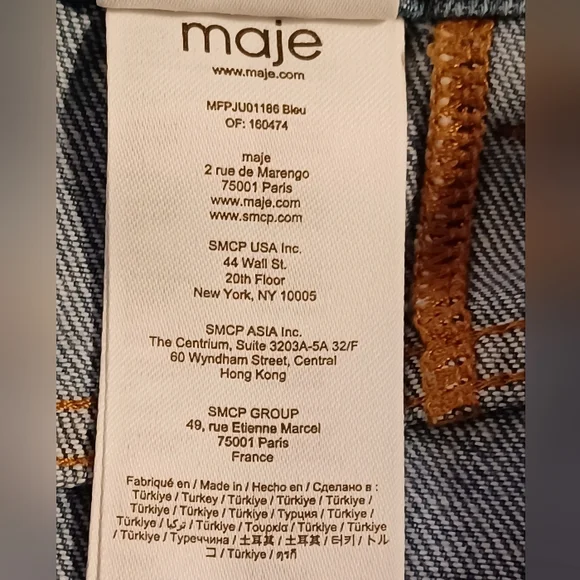 maje
www.maje.com
MFPJU01186 Bleu
OF: 160474
maje
2 rue de Marengo
75001 Paris
www.maje.com
www.smcp.com
SMCP USA Inc.
44 Wall St.
20th Floor
New York, NY 10005
SMCP ASIA Inc.
The Centrium, Suite 3203A-5A 32/F
60 Wyndham Street, Central
Hong Kong
SMCP GROUP
49, rue Etienne Marcel
75001 Paris
France
Fabriqué en / Made in / Hecho en / Сделано в :
Türkiye / Turkey / Türkiye / Türkiye / Türkiye /
Türkiye / Türkiye / Türkiye / Турция / Türkiye /
Türkiye / تركيا / Türkiye / Τουρκία / Türkiye
/ Türkiye / Туреччина / 土耳其 / 土耳其 / 터키 / トル
コ / Türkiye / ตุรกี